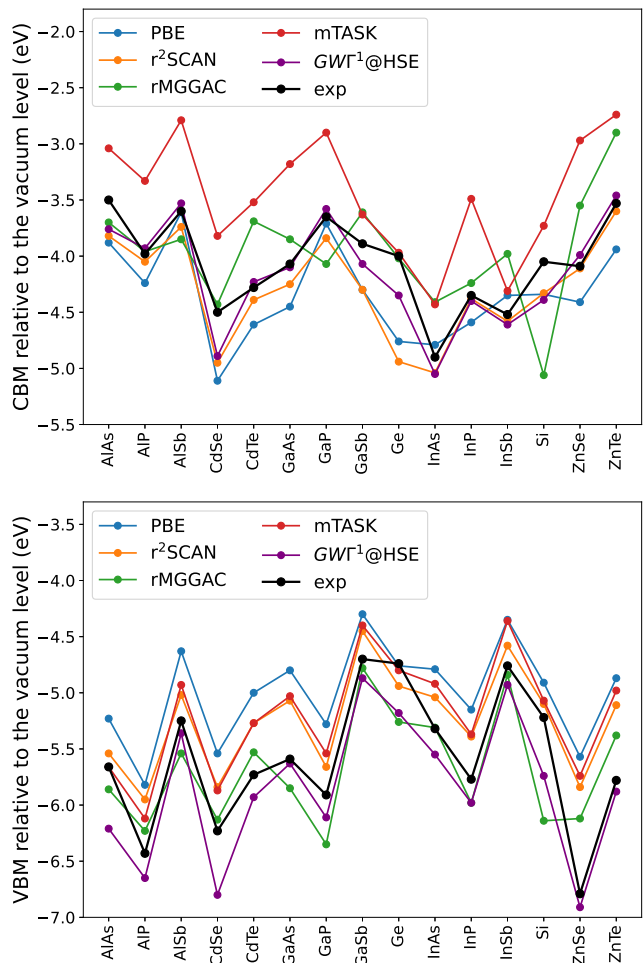 CBM relative to the vacuum level (eV)
−2.0
−2.5
−3.0
−3.5
−4.0
−4.5
−5.0
−5.5
PBE
r²SCAN
rMGGAC
mTASK
GWΓ¹@HSE
exp
AlAs
AlP
AlSb
CdSe
CdTe
GaAs
GaP
GaSb
Ge
InAs
InP
InSb
Si
ZnSe
ZnTe
VBM relative to the vacuum level (eV)
−3.5
−4.0
−4.5
−5.0
−5.5
−6.0
−6.5
−7.0
PBE
r²SCAN
rMGGAC
mTASK
GWΓ¹@HSE
exp
AlAs
AlP
AlSb
CdSe
CdTe
GaAs
GaP
GaSb
Ge
InAs
InP
InSb
Si
ZnSe
ZnTe